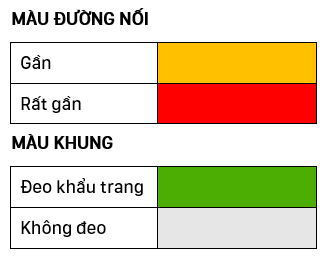 MÀU ĐƯỜNG NỐI
Gần
Rất gần
MÀU KHUNG
Đeo khẩu trang
Không đeo